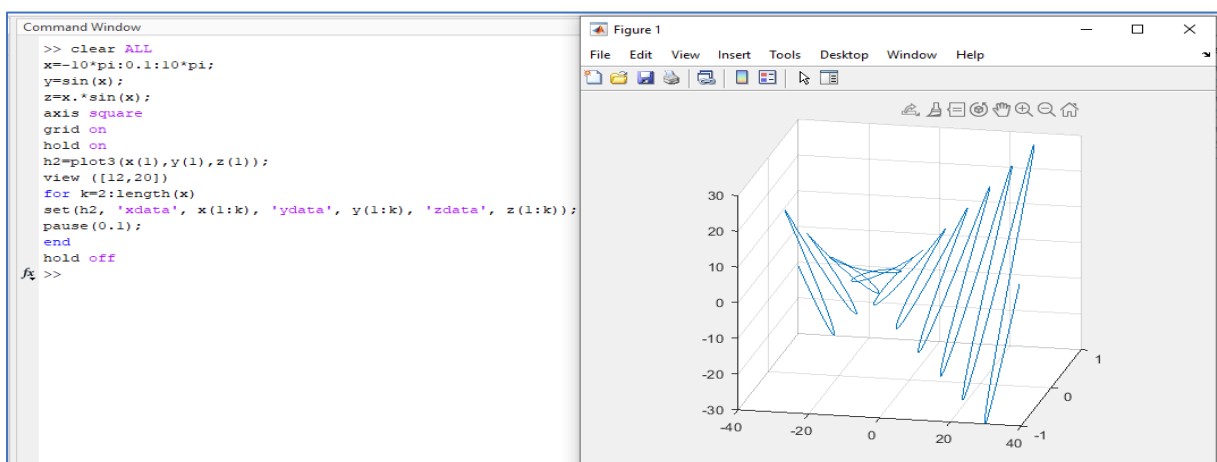 Command Window
>> clear ALL
x=-10*pi:0.1:10*pi;
y=sin(x);
z=x.*sin(x);
axis square
grid on
hold on
h2=plot3(x(1),y(1),z(1));
view ([12,20])
for k=2:length(x)
set(h2, 'xdata', x(1:k), 'ydata', y(1:k), 'zdata', z(1:k));
pause(0.1);
end
hold off
fx >>
Figure 1
File Edit View Insert Tools Desktop Window Help
30
20
10
0
-10
-20
-30
-40
-20
0
20
40
-1
0
1